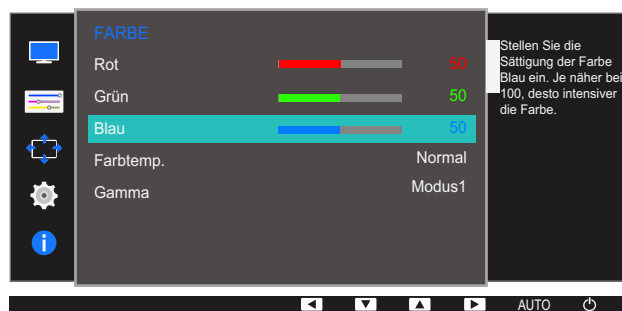 FARBE
Rot 50
Grün 50
Blau 50
Farbtemp. Normal
Gamma Modus1
Stellen Sie die
Sättigung der Farbe
Blau ein. Je näher bei
100, desto intensiver
die Farbe.
AUTO